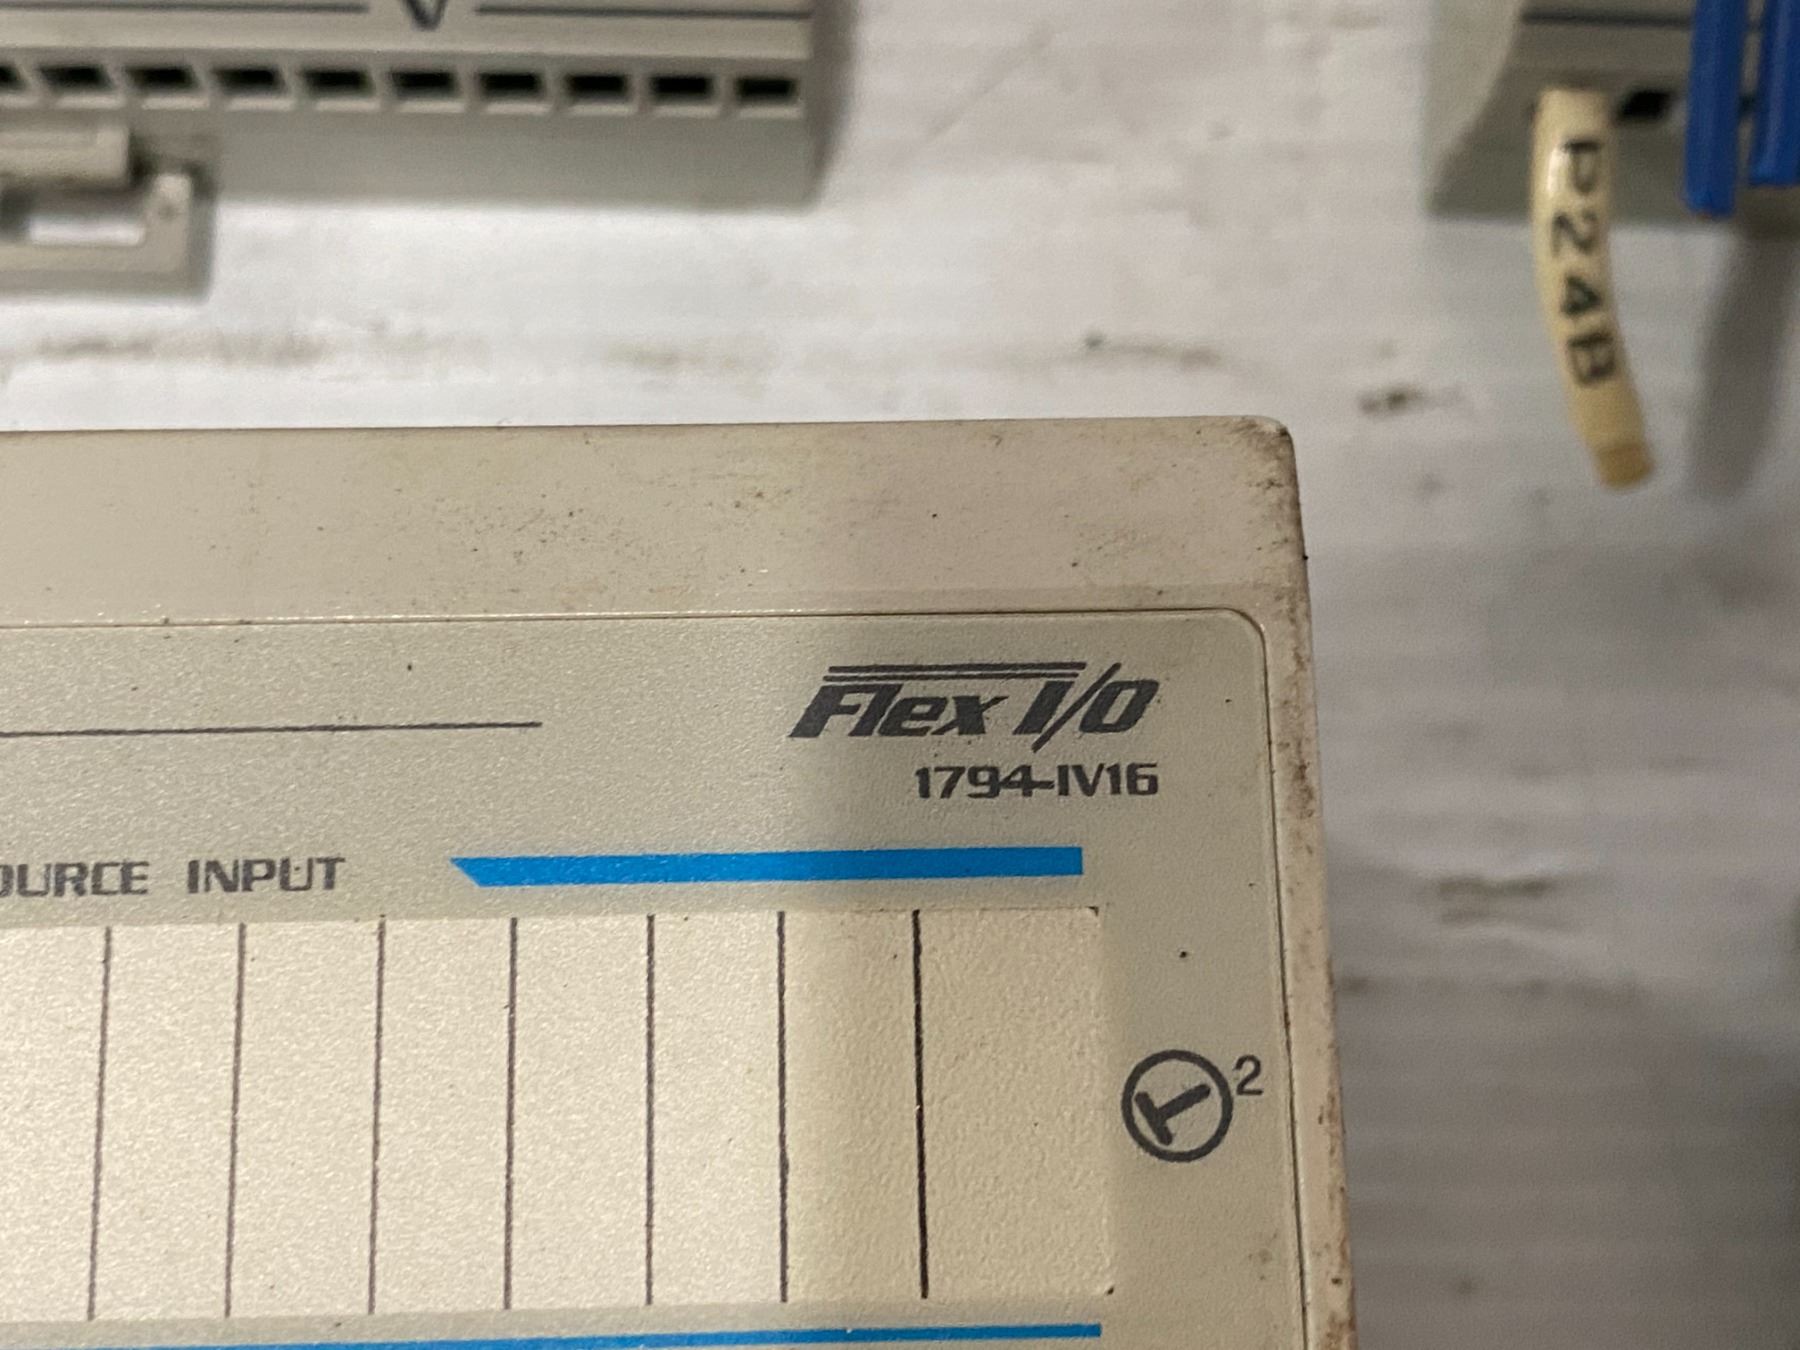 V
P24B
Flex I/O
1794-IV16
OURCE INPUT
2